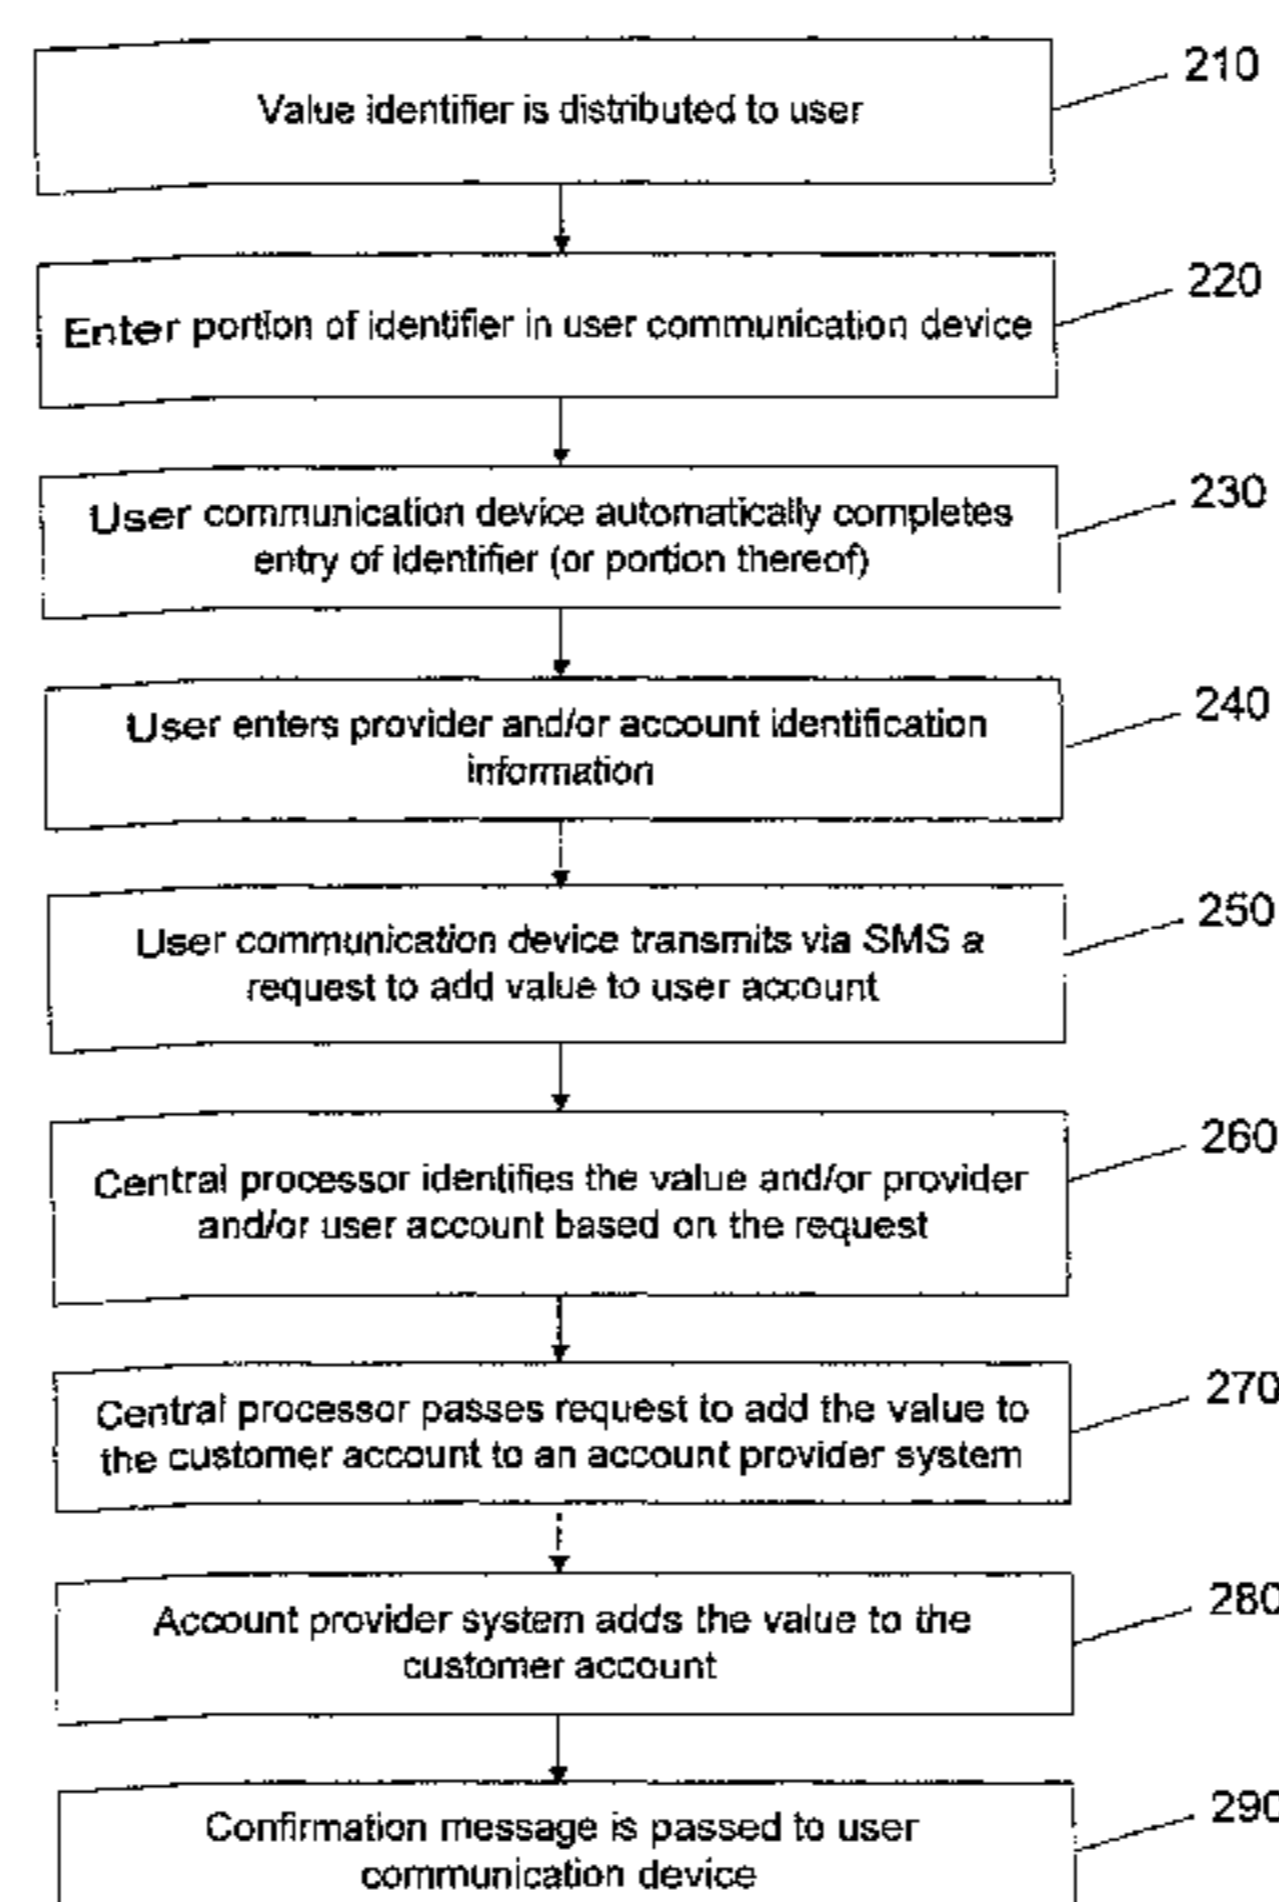 210
Value identifier is distributed to user
220
Enter portion of identifier in user communication device
230
User communication device automatically completes
entry of identifier (or portion thereof)
240
User enters provider and/or account identification
information
250
User communication device transmits via SMS a
request to add value to user account
260
Central processor identifies the value and/or provider
and/or user account based on the request
270
Central processor passes request to add the value to
the customer account to an account provider system
280
Account provider system adds the value to the
customer account
290
Confirmation message is passed to user
communication device